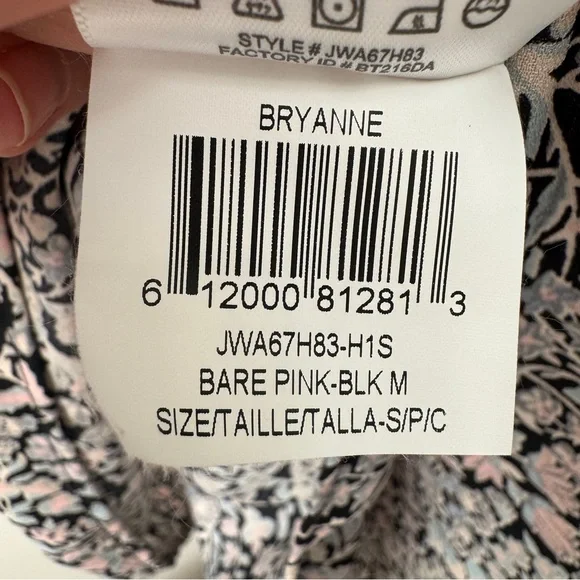 STYLE # JWA67H83
FACTORY ID # BT216DA
BRYANNE
6 12000 81281 3
JWA67H83-H1S
BARE PINK-BLK M
SIZE/TAILLE/TALLA-S/P/C